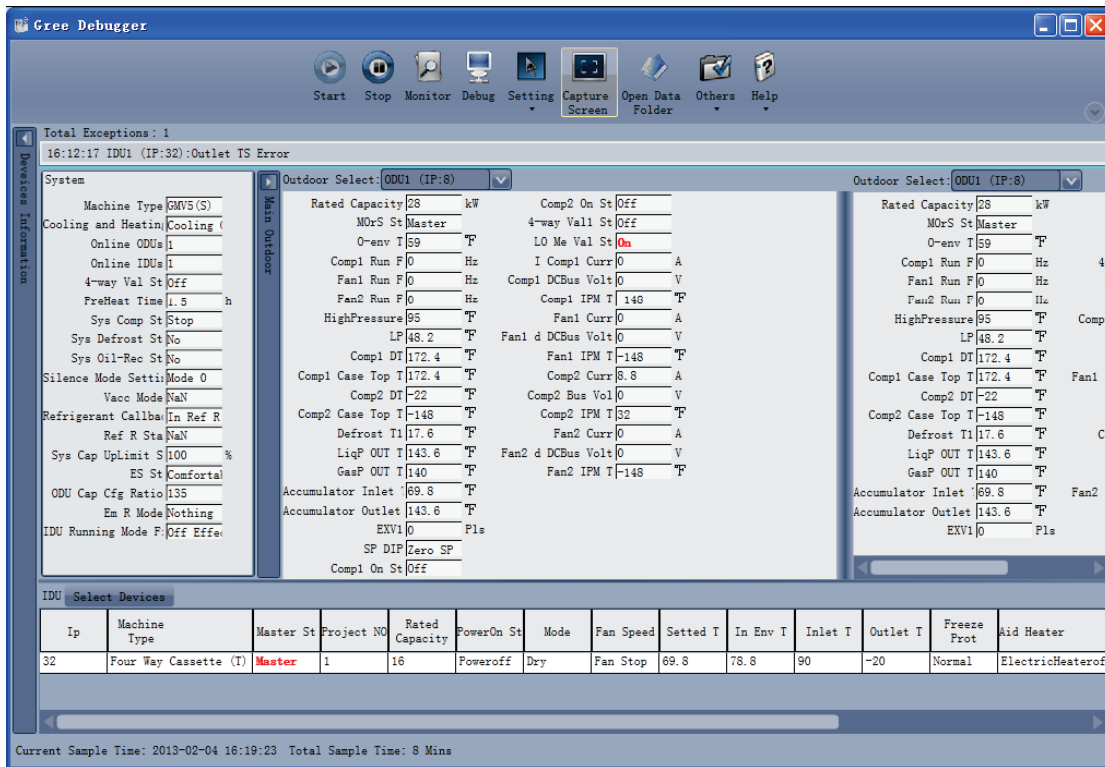 Gree Debugger
Start Stop Monitor Debug Setting Capture Screen Open Data Folder Others Help
Total Exceptions: 1
16:12:17 IDU1 (IP:32):Outlet TS Error
Deveices Information
System
Machine Type GMV5(S)
Cooling and Heatin Cooling (
Online ODUs 1
Online IDUs 1
4-way Val St Off
PreHeat Time 1.5 h
Sys Comp St Stop
Sys Defrost St No
Sys Oil-Rec St No
Silence Mode Setti Mode 0
Vacc Mode NaN
Refrigerant Callba In Ref R
Ref R Sta NaN
Sys Cap UpLimit S 100 %
ES St Comforta
ODU Cap Cfg Ratio 135
Em R Mode Nothing
IDU Running Mode F: Off Effe
Main Outdoor
Outdoor Select: ODU1 (IP:8)
Rated Capacity 28 kW
MOrS St Master
O-env T 59 ℉
Comp1 Run F 0 Hz
Fan1 Run F 0 Hz
Fan2 Run F 0 Hz
HighPressure 95 ℉
LP 48.2 ℉
Comp1 DT 172.4 ℉
Comp1 Case Top T 172.4 ℉
Comp2 DT -22 ℉
Comp2 Case Top T -148 ℉
Defrost T1 17.6 ℉
LiqP OUT T 143.6 ℉
GasP OUT T 140 ℉
Accumulator Inlet 69.8 ℉
Accumulator Outlet 143.6 ℉
EXV1 0 Pls
SP DIP Zero SP
Comp1 On St Off
Comp2 On St Off
4-way Val1 St Off
LO Me Val St On
I Comp1 Curr 0 A
Comp1 DCBus Volt 0 V
Comp1 IPM T 148 ℉
Fan1 Curr 0 A
Fan1 d DCBus Volt 0 V
Fan1 IPM T -148 ℉
Comp2 Curr 8.8 A
Comp2 Bus Vol 0 V
Comp2 IPM T 32 ℉
Fan2 Curr 0 A
Fan2 d DCBus Volt 0 V
Fan2 IPM T -148 ℉
Outdoor Select: ODU1 (IP:8)
Rated Capacity 28 kW
MOrS St Master
O-env T 59 ℉ 4
Comp1 Run F 0 Hz
Fan1 Run F 0 Hz
Fan2 Run F 0 Hz
HighPressure 95 ℉ Comp
LP 48.2 ℉
Comp1 DT 172.4 ℉
Comp1 Case Top T 172.4 ℉ Fan1
Comp2 DT -22 ℉
Comp2 Case Top T -148 ℉
Defrost T1 17.6 ℉ C
LiqP OUT T 143.6 ℉
GasP OUT T 140 ℉
Accumulator Inlet 69.8 ℉ Fan2
Accumulator Outlet 143.6 ℉
EXV1 0 Pls
IDU Select Devices
Ip Machine Type Master St Project NO Rated Capacity PowerOn St Mode Fan Speed Setted T In Env T Inlet T Outlet T Freeze Prot Aid Heater
32 Four Way Cassette (T) Master 1 16 Poweroff Dry Fan Stop 69.8 78.8 90 -20 Normal ElectricHeaterof
Current Sample Time: 2013-02-04 16:19:23 Total Sample Time: 8 Mins